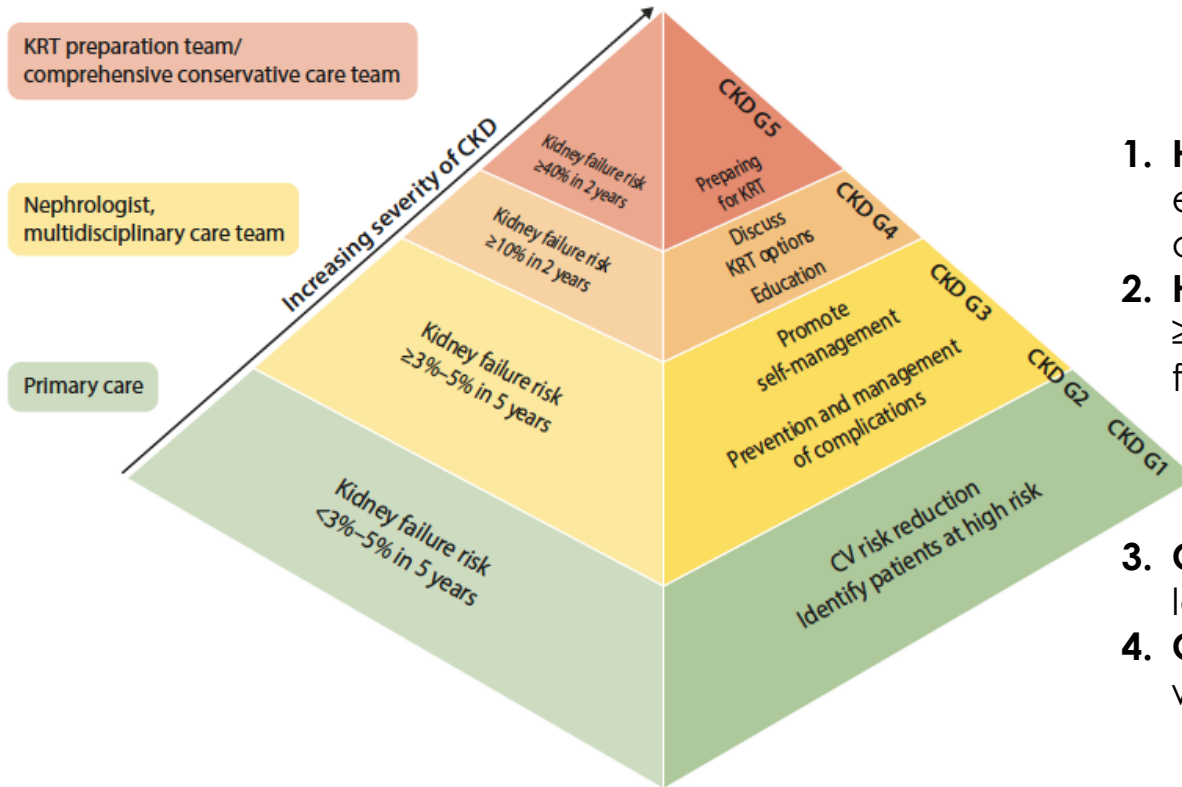 KRT preparation team/
comprehensive conservative care team
Nephrologist,
multidisciplinary care team
Primary care
Increasing severity of CKD
Kidney failure risk
≥40% in 2 years
Kidney failure risk
≥10% in 2 years
Kidney failure risk
≥3%–5% in 5 years
Kidney failure risk
<3%–5% in 5 years
CKD G5
Preparing
for KRT
CKD G4
Discuss
KRT options
Education
CKD G3
Promote
self-management
Prevention and management
of complications
CKD G2
CKD G1
CV risk reduction
Identify patients at high risk
1.
2.
≥
3.
4.